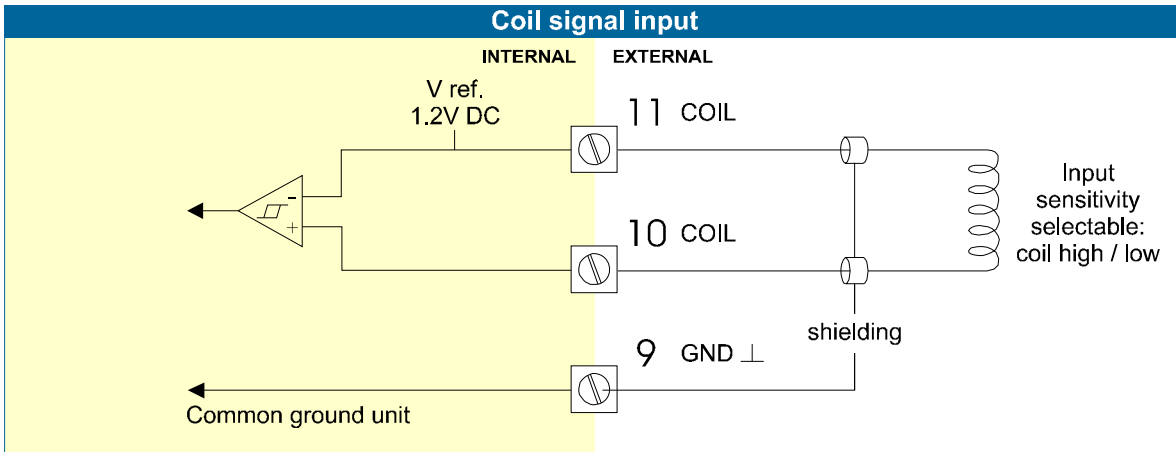 Coil signal input
INTERNAL
EXTERNAL
V ref.
1.2V DC
11 COIL
- 
+
10 COIL
Input
sensitivity
selectable:
coil high / low
shielding
9 GND ⊥
Common ground unit